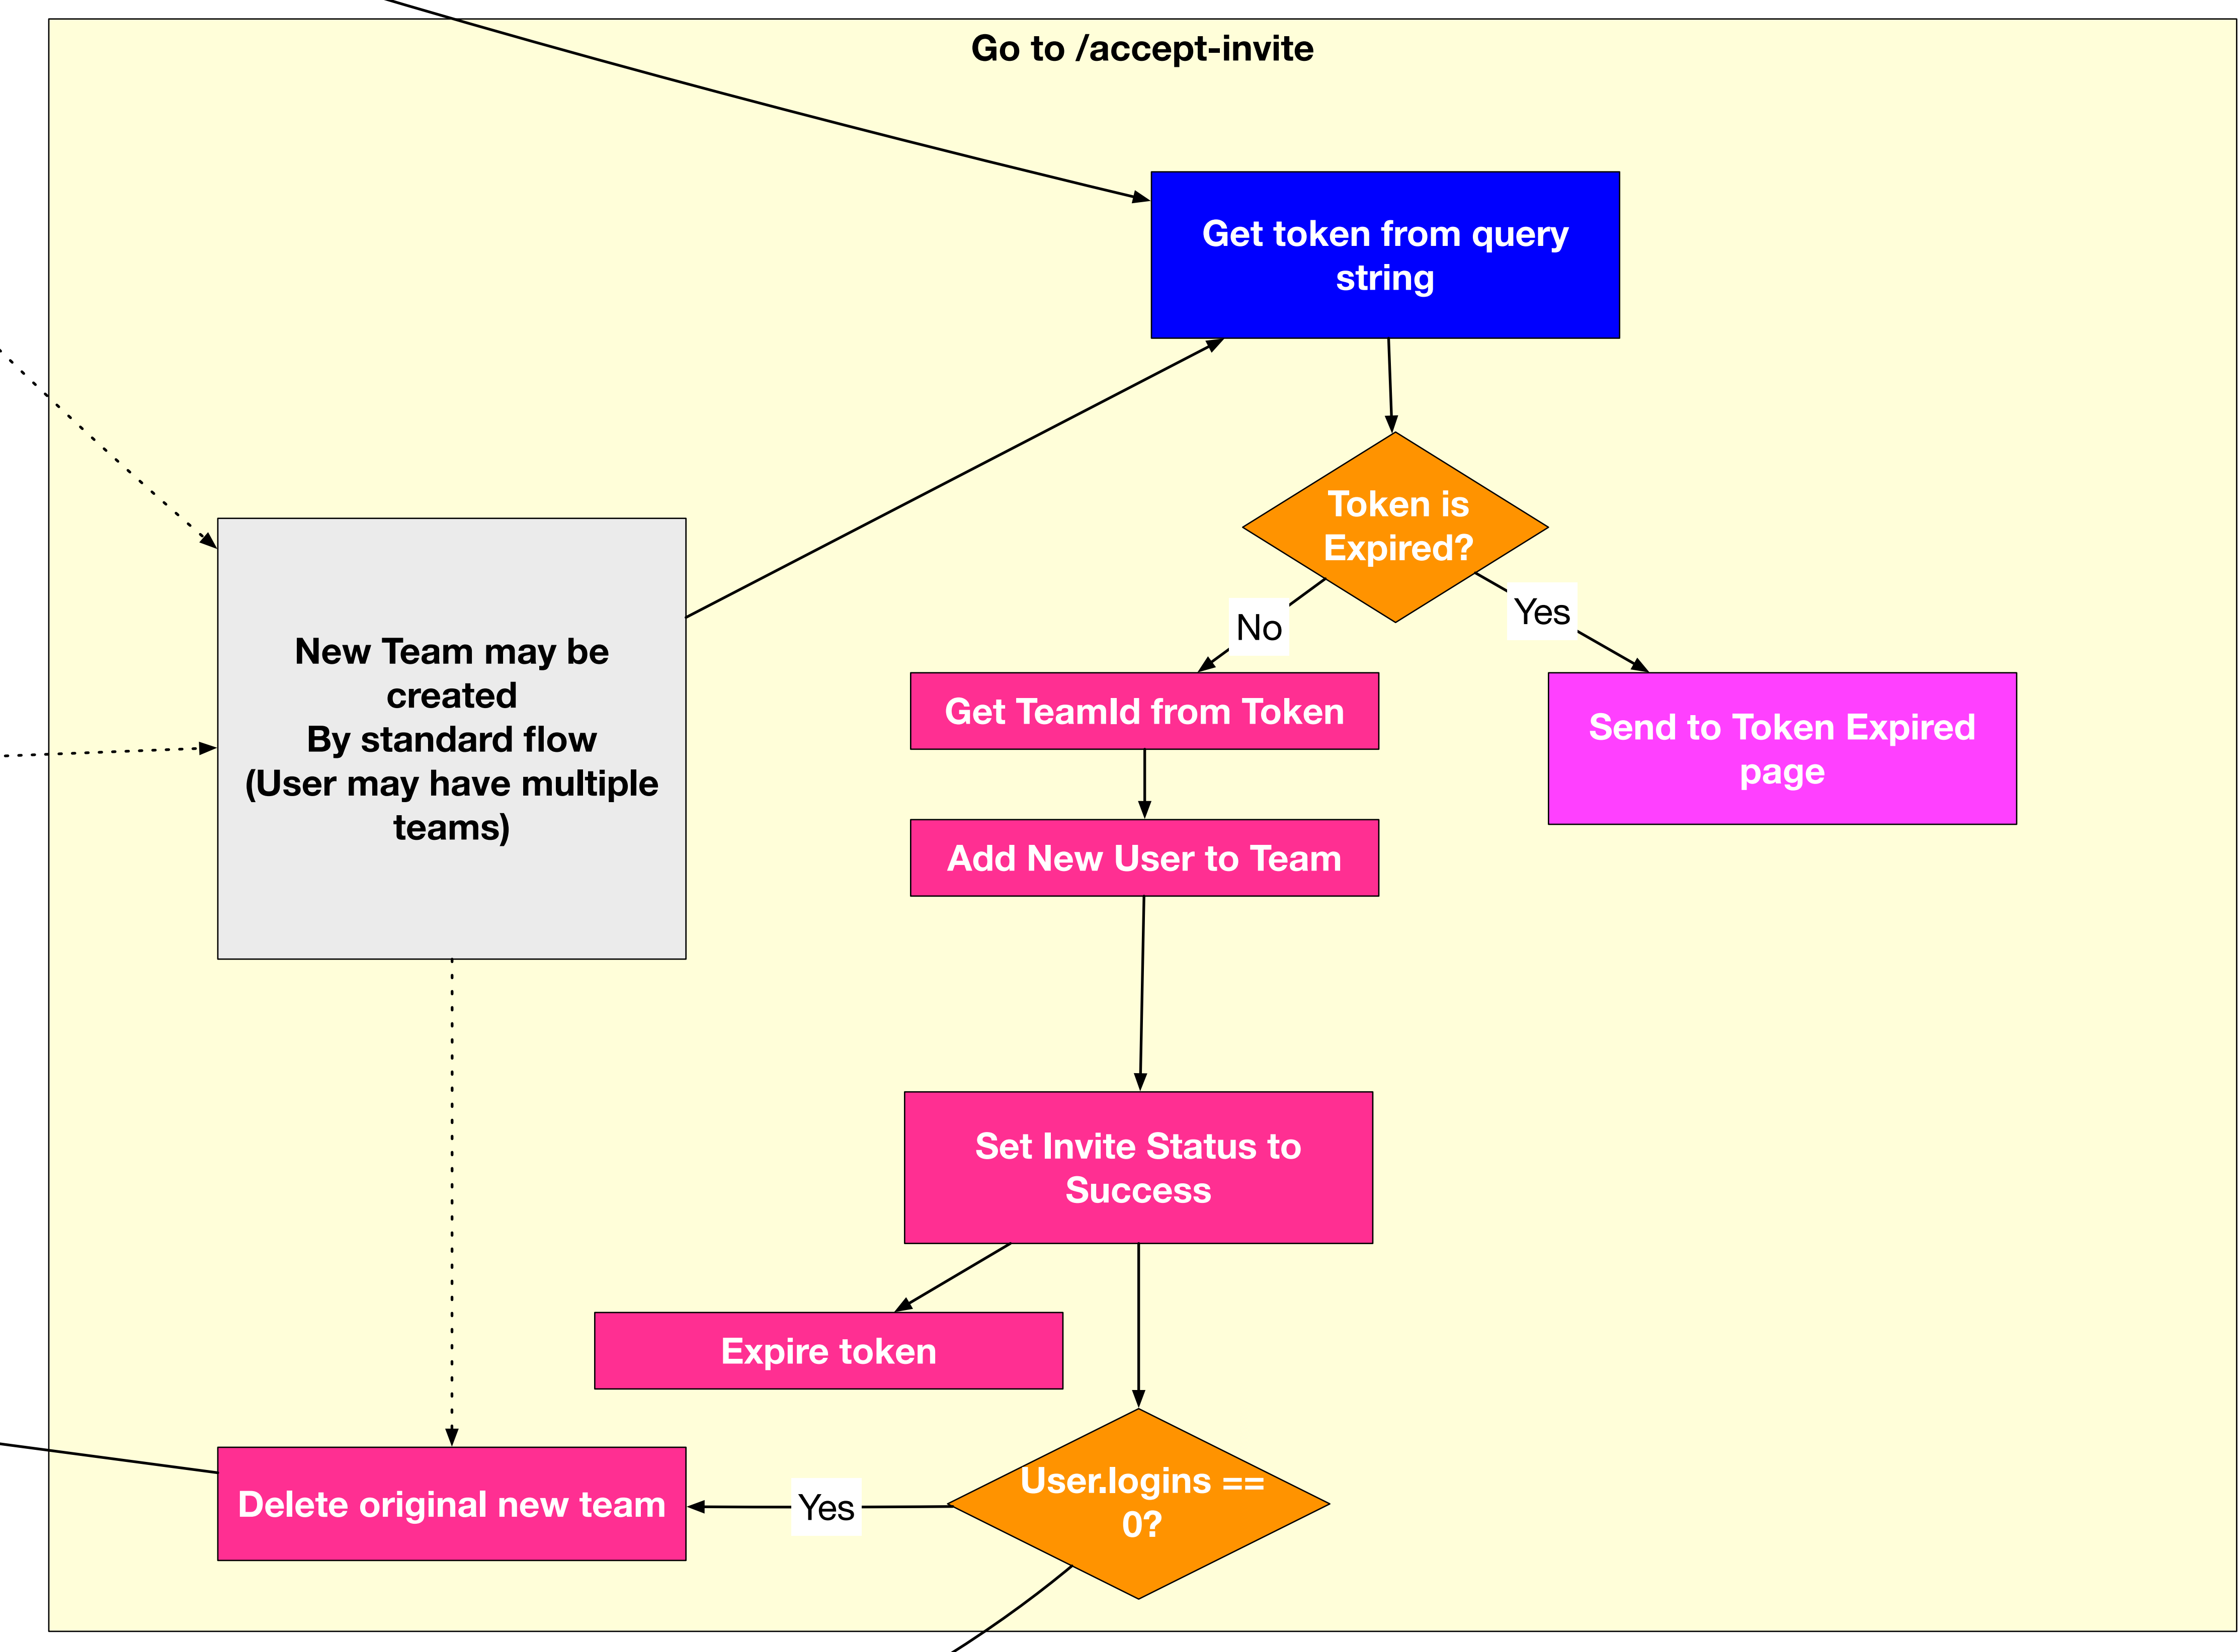 Go to /accept-invite
Get token from query
string
Token is
Expired?
No
Yes
New Team may be
created
By standard flow
(User may have multiple
teams)
Get TeamId from Token
Send to Token Expired
page
Add New User to Team
Set Invite Status to
Success
Expire token
User.logins ==
0?
Yes
Delete original new team